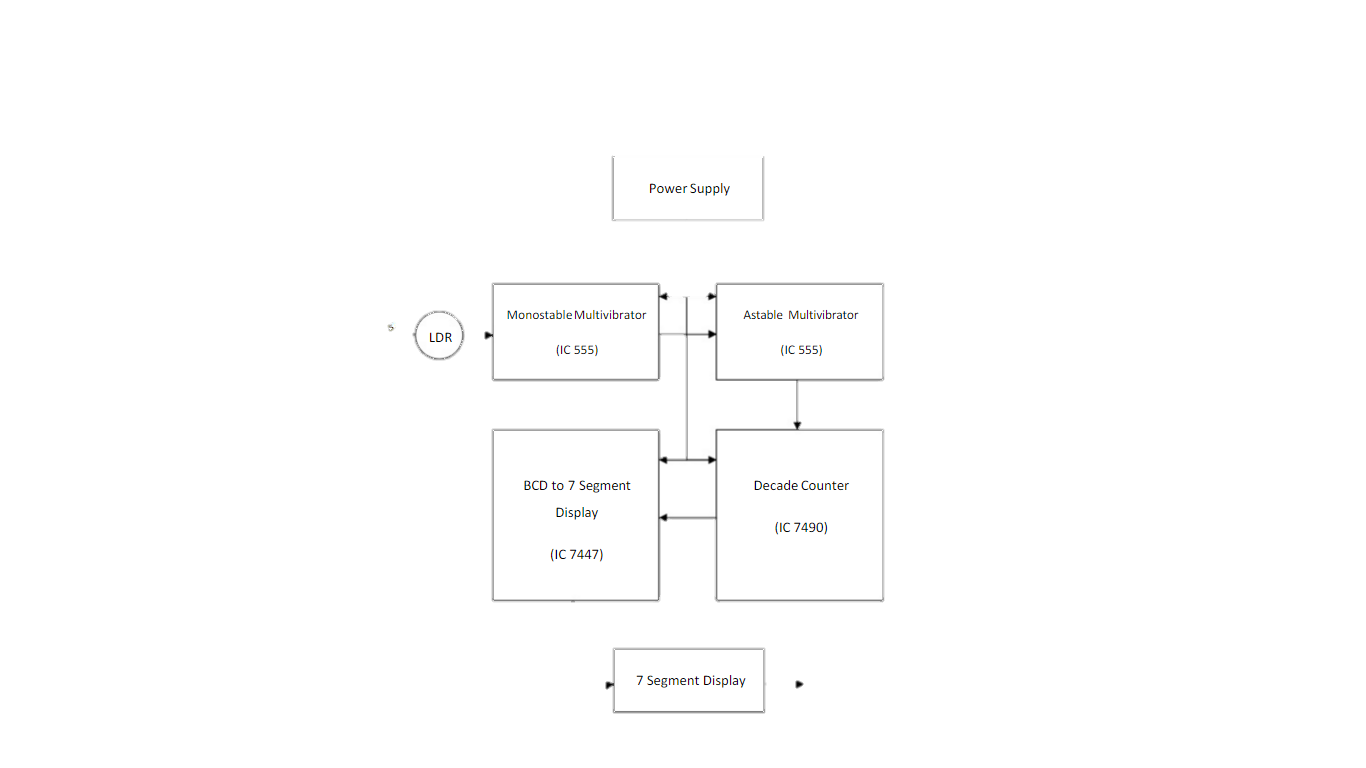 Power Supply
Monostable Multivibrator
(IC 555)
Astable Multivibrator
(IC 555)
s
LDR
BCD to 7 Segment
Display
(IC 7447)
Decade Counter
(IC 7490)
7 Segment Display